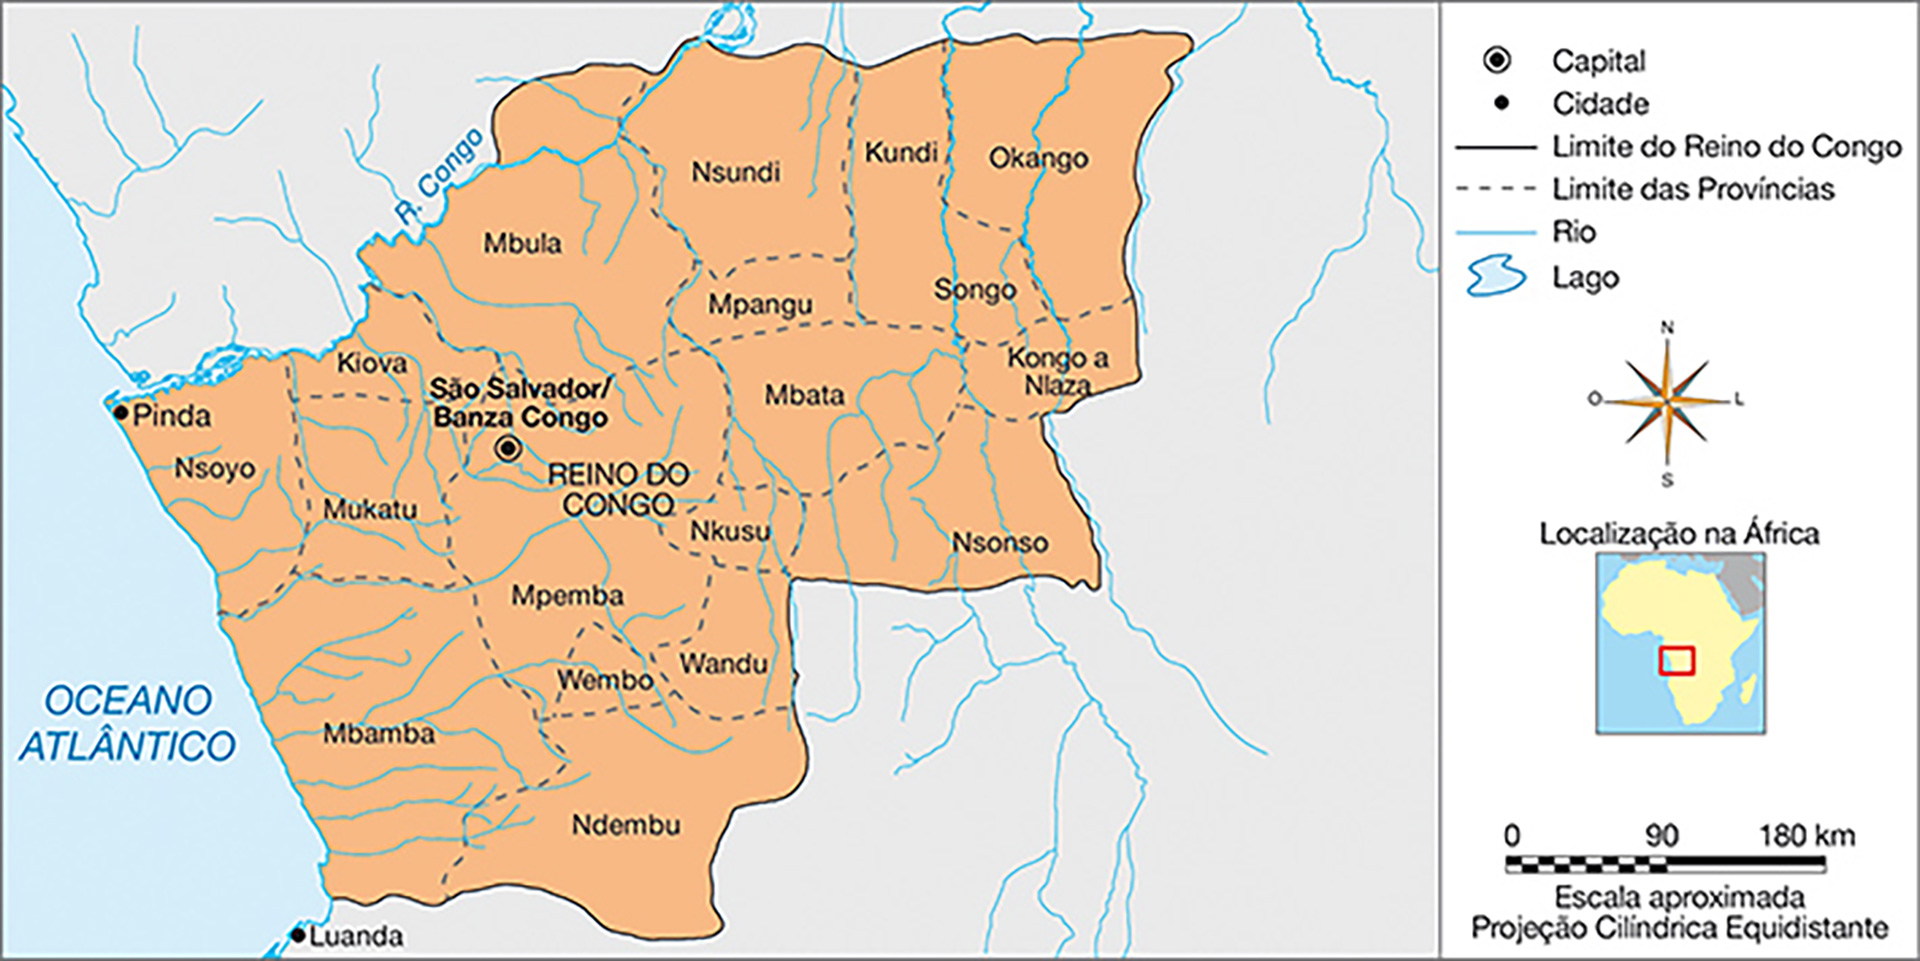 R. Congo
Nsundi
Kundi
Okango
Mbula
Mpangu
Songo
Kiova
São Salvador/
Banza Congo
Mbata
Kongo a
Nlaza
Pinda
Nsoyo
REINO DO
CONGO
Mukatu
Nkusu
Nsonso
Mpemba
Wembo
Wandu
OCEANO
ATLÂNTICO
Mbamba
Ndembu
Luanda
Capital
Cidade
Limite do Reino do Congo
Limite das Províncias
Rio
Lago
N
O
L
S
Localização na África
0 90 180 km
Escala aproximada
Projeção Cilíndrica Equidistante